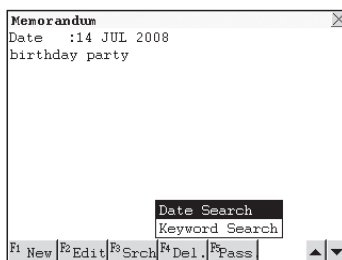 Memorandum
Date :14 JUL 2008
birthday party
Date Search
Keyword Search
F1 New F2 Edit F3 Srch F4 Del. F5 Pass